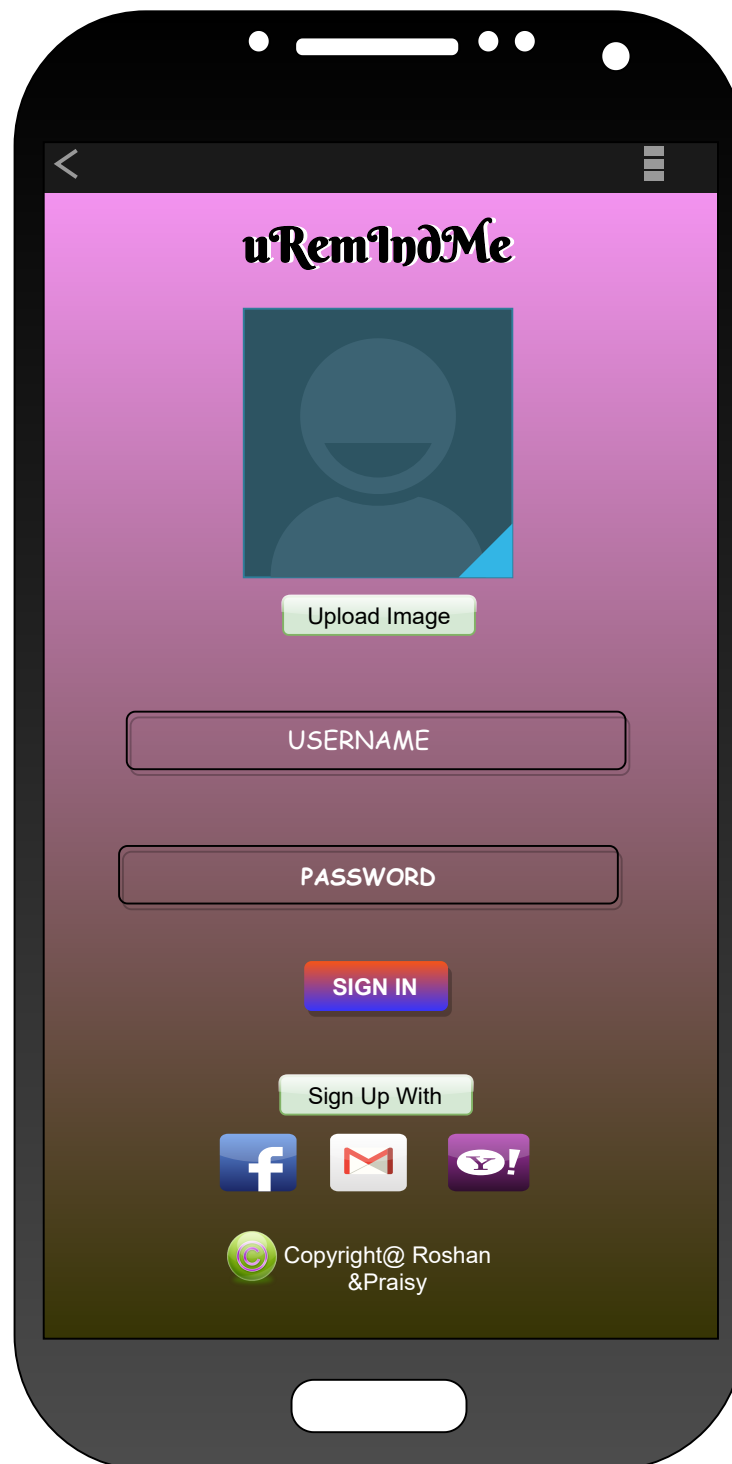 uRemIndMe
Upload Image
USERNAME
PASSWORD
SIGN IN
Sign Up With
f
Y!
© Copyright@ Roshan
&Praisy